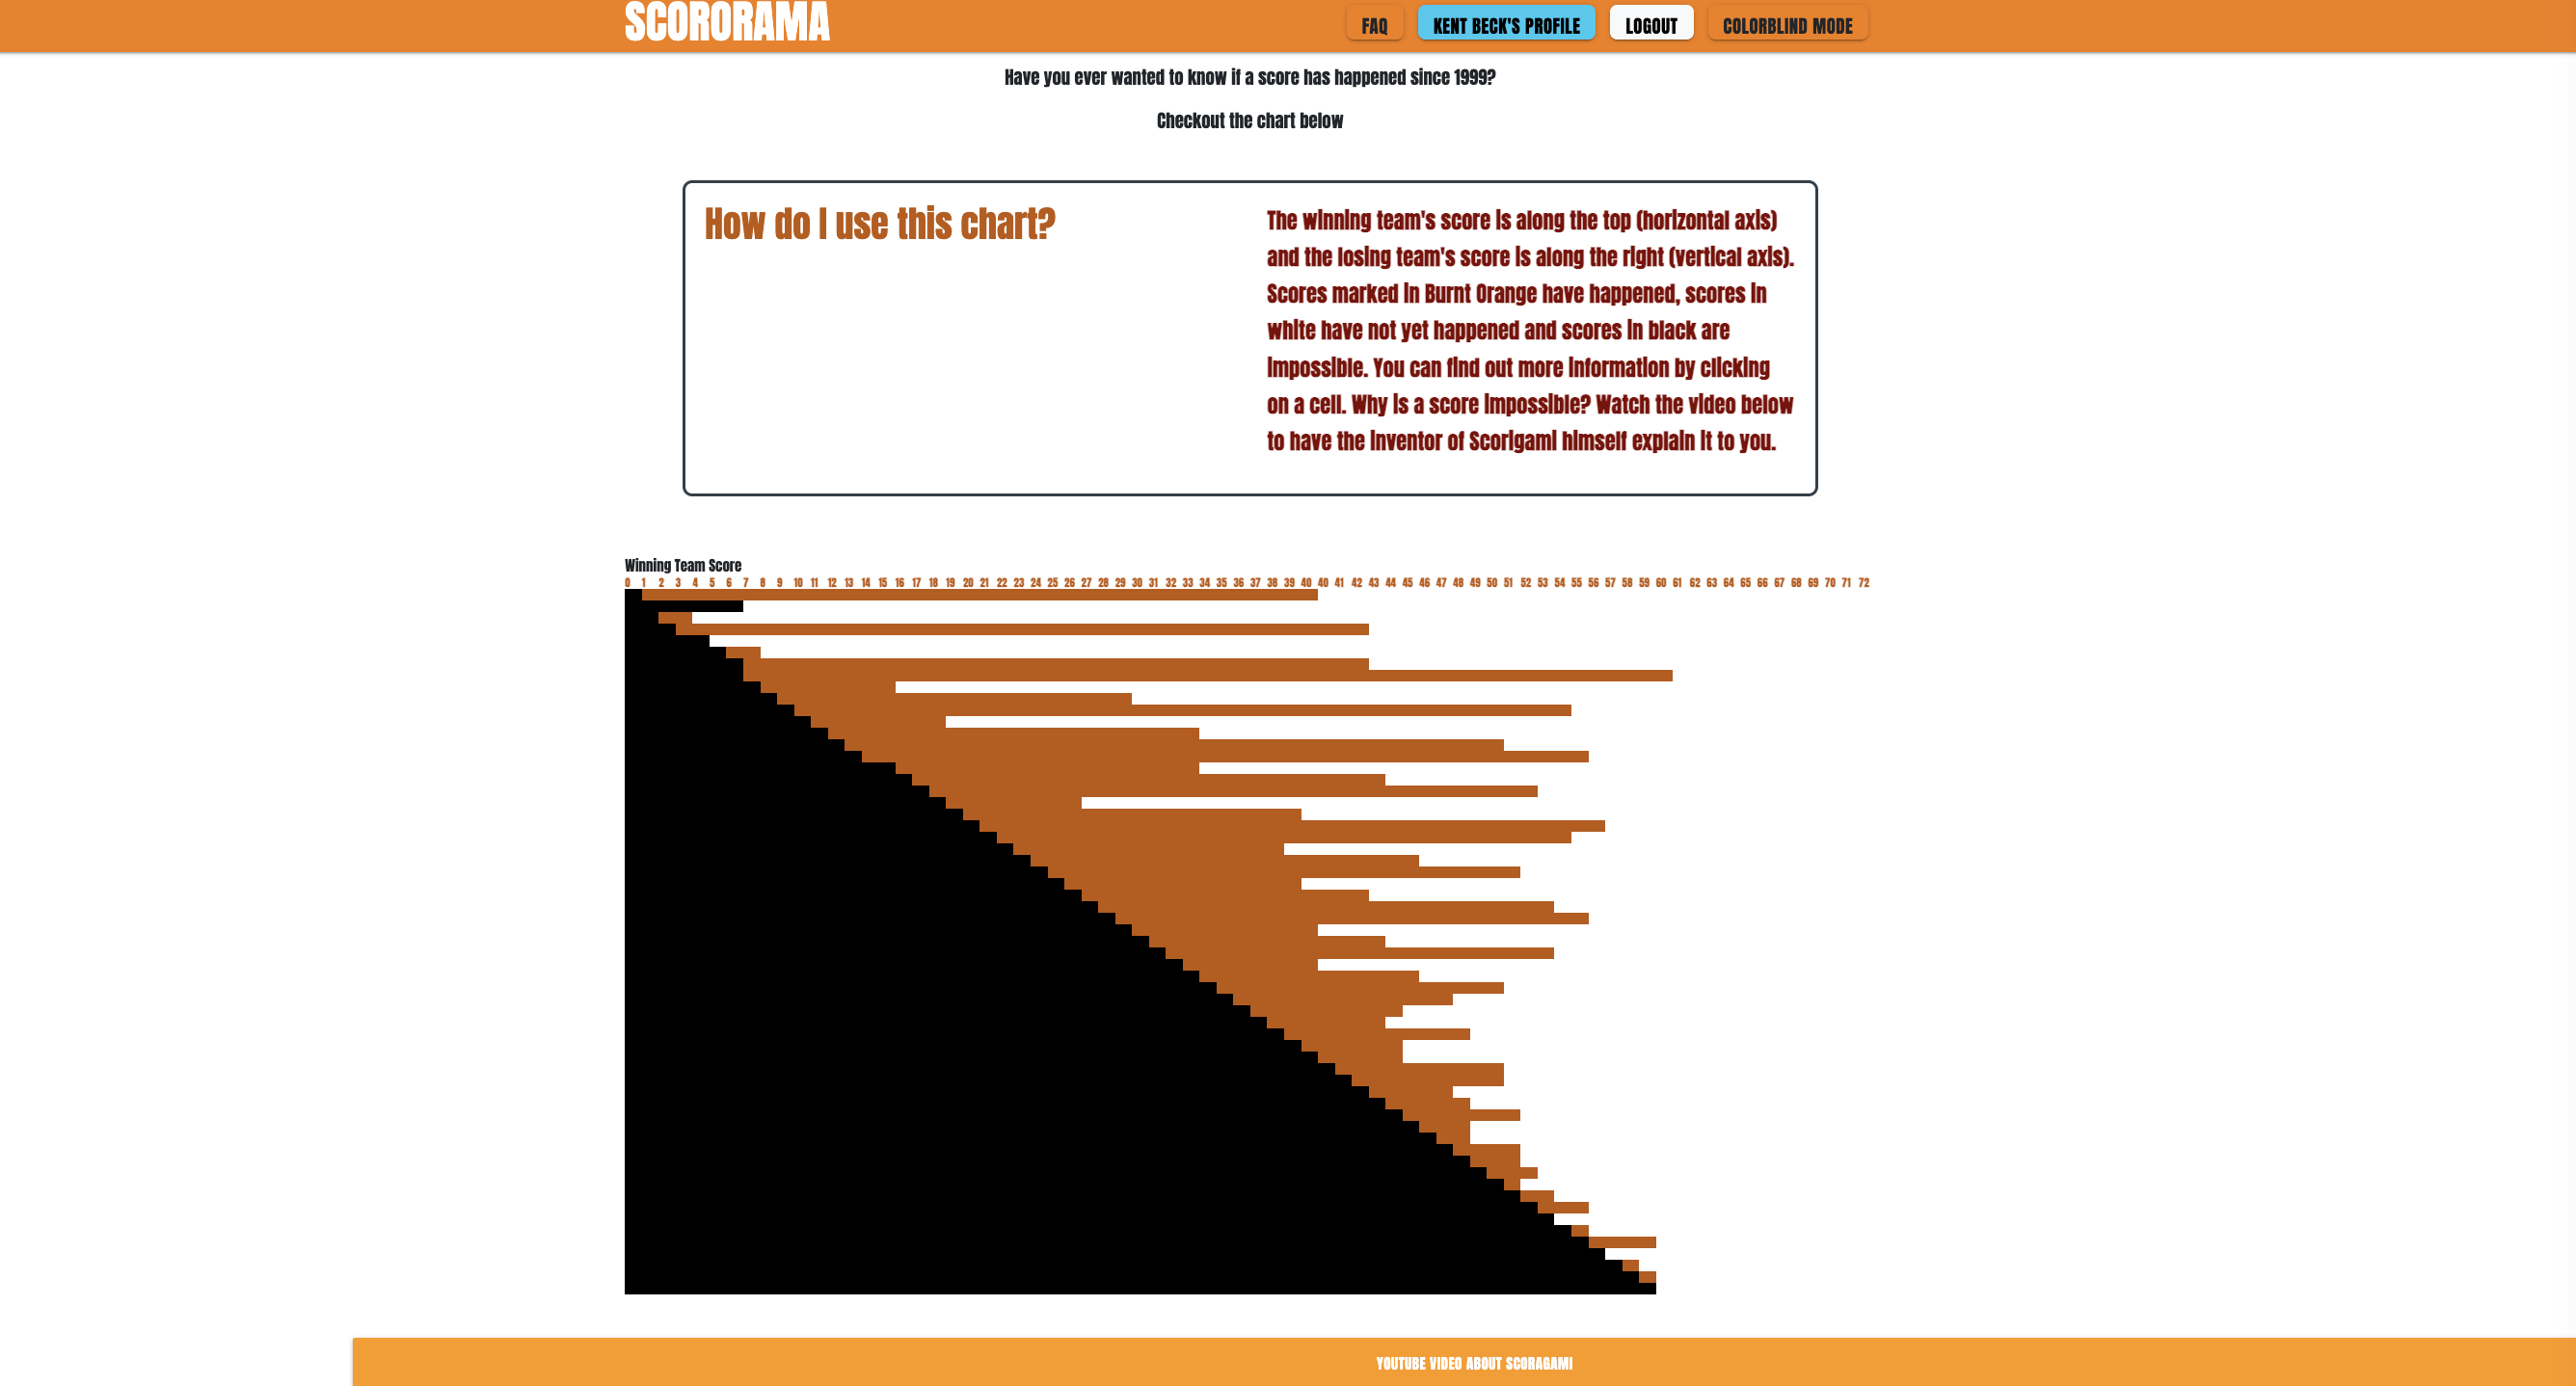 SCORORAMA
FAQ
KENT BECK'S PROFILE
LOGOUT
COLORBLIND MODE
Have you ever wanted to know if a score has happened since 1999?
Checkout the chart below
How do I use this chart?
The winning team's score is along the top (horizontal axis)
and the losing team's score is along the right (vertical axis).
Scores marked in Burnt Orange have happened, scores in
white have not yet happened and scores in black are
impossible. You can find out more information by clicking
on a cell. Why is a score impossible? Watch the video below
to have the inventor of Scorigami himself explain it to you.
Winning Team Score
0 1 2 3 4 5 6 7 8 9 10 11 12 13 14 15 16 17 18 19 20 21 22 23 24 25 26 27 28 29 30 31 32 33 34 35 36 37 38 39 40 40 41 42 43 44 45 46 47 48 49 50 51 52 53 54 55 56 57 58 59 60 61 62 63 64 65 66 67 68 69 70 71 72
YOUTUBE VIDEO ABOUT SCORAGAMI